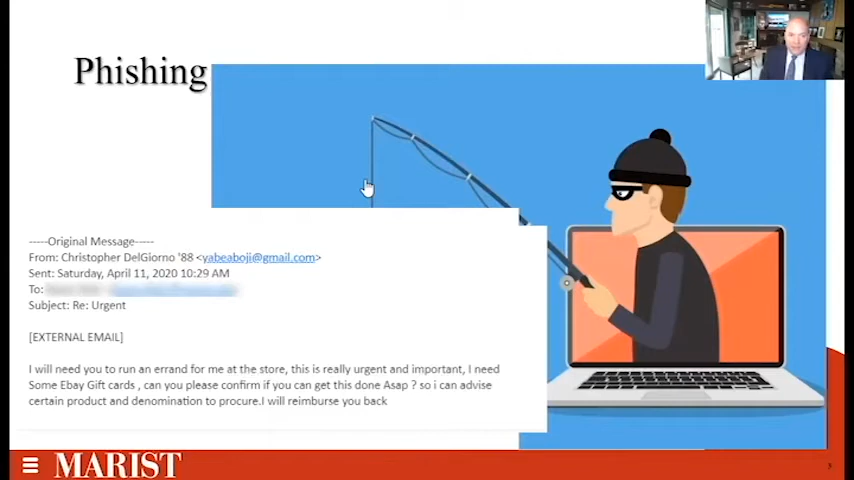 Phishing
-----Original Message-----
From: Christopher DelGiorno '88 <yabeaboji@gmail.com>
Sent: Saturday, April 11, 2020 10:29 AM
To:
Subject: Re: Urgent
[EXTERNAL EMAIL]
I will need you to run an errand for me at the store, this is really urgent and important, I need
Some Ebay Gift cards , can you please confirm if you can get this done Asap ? so i can advise
certain product and denomination to procure.I will reimburse you back
MARIST
3